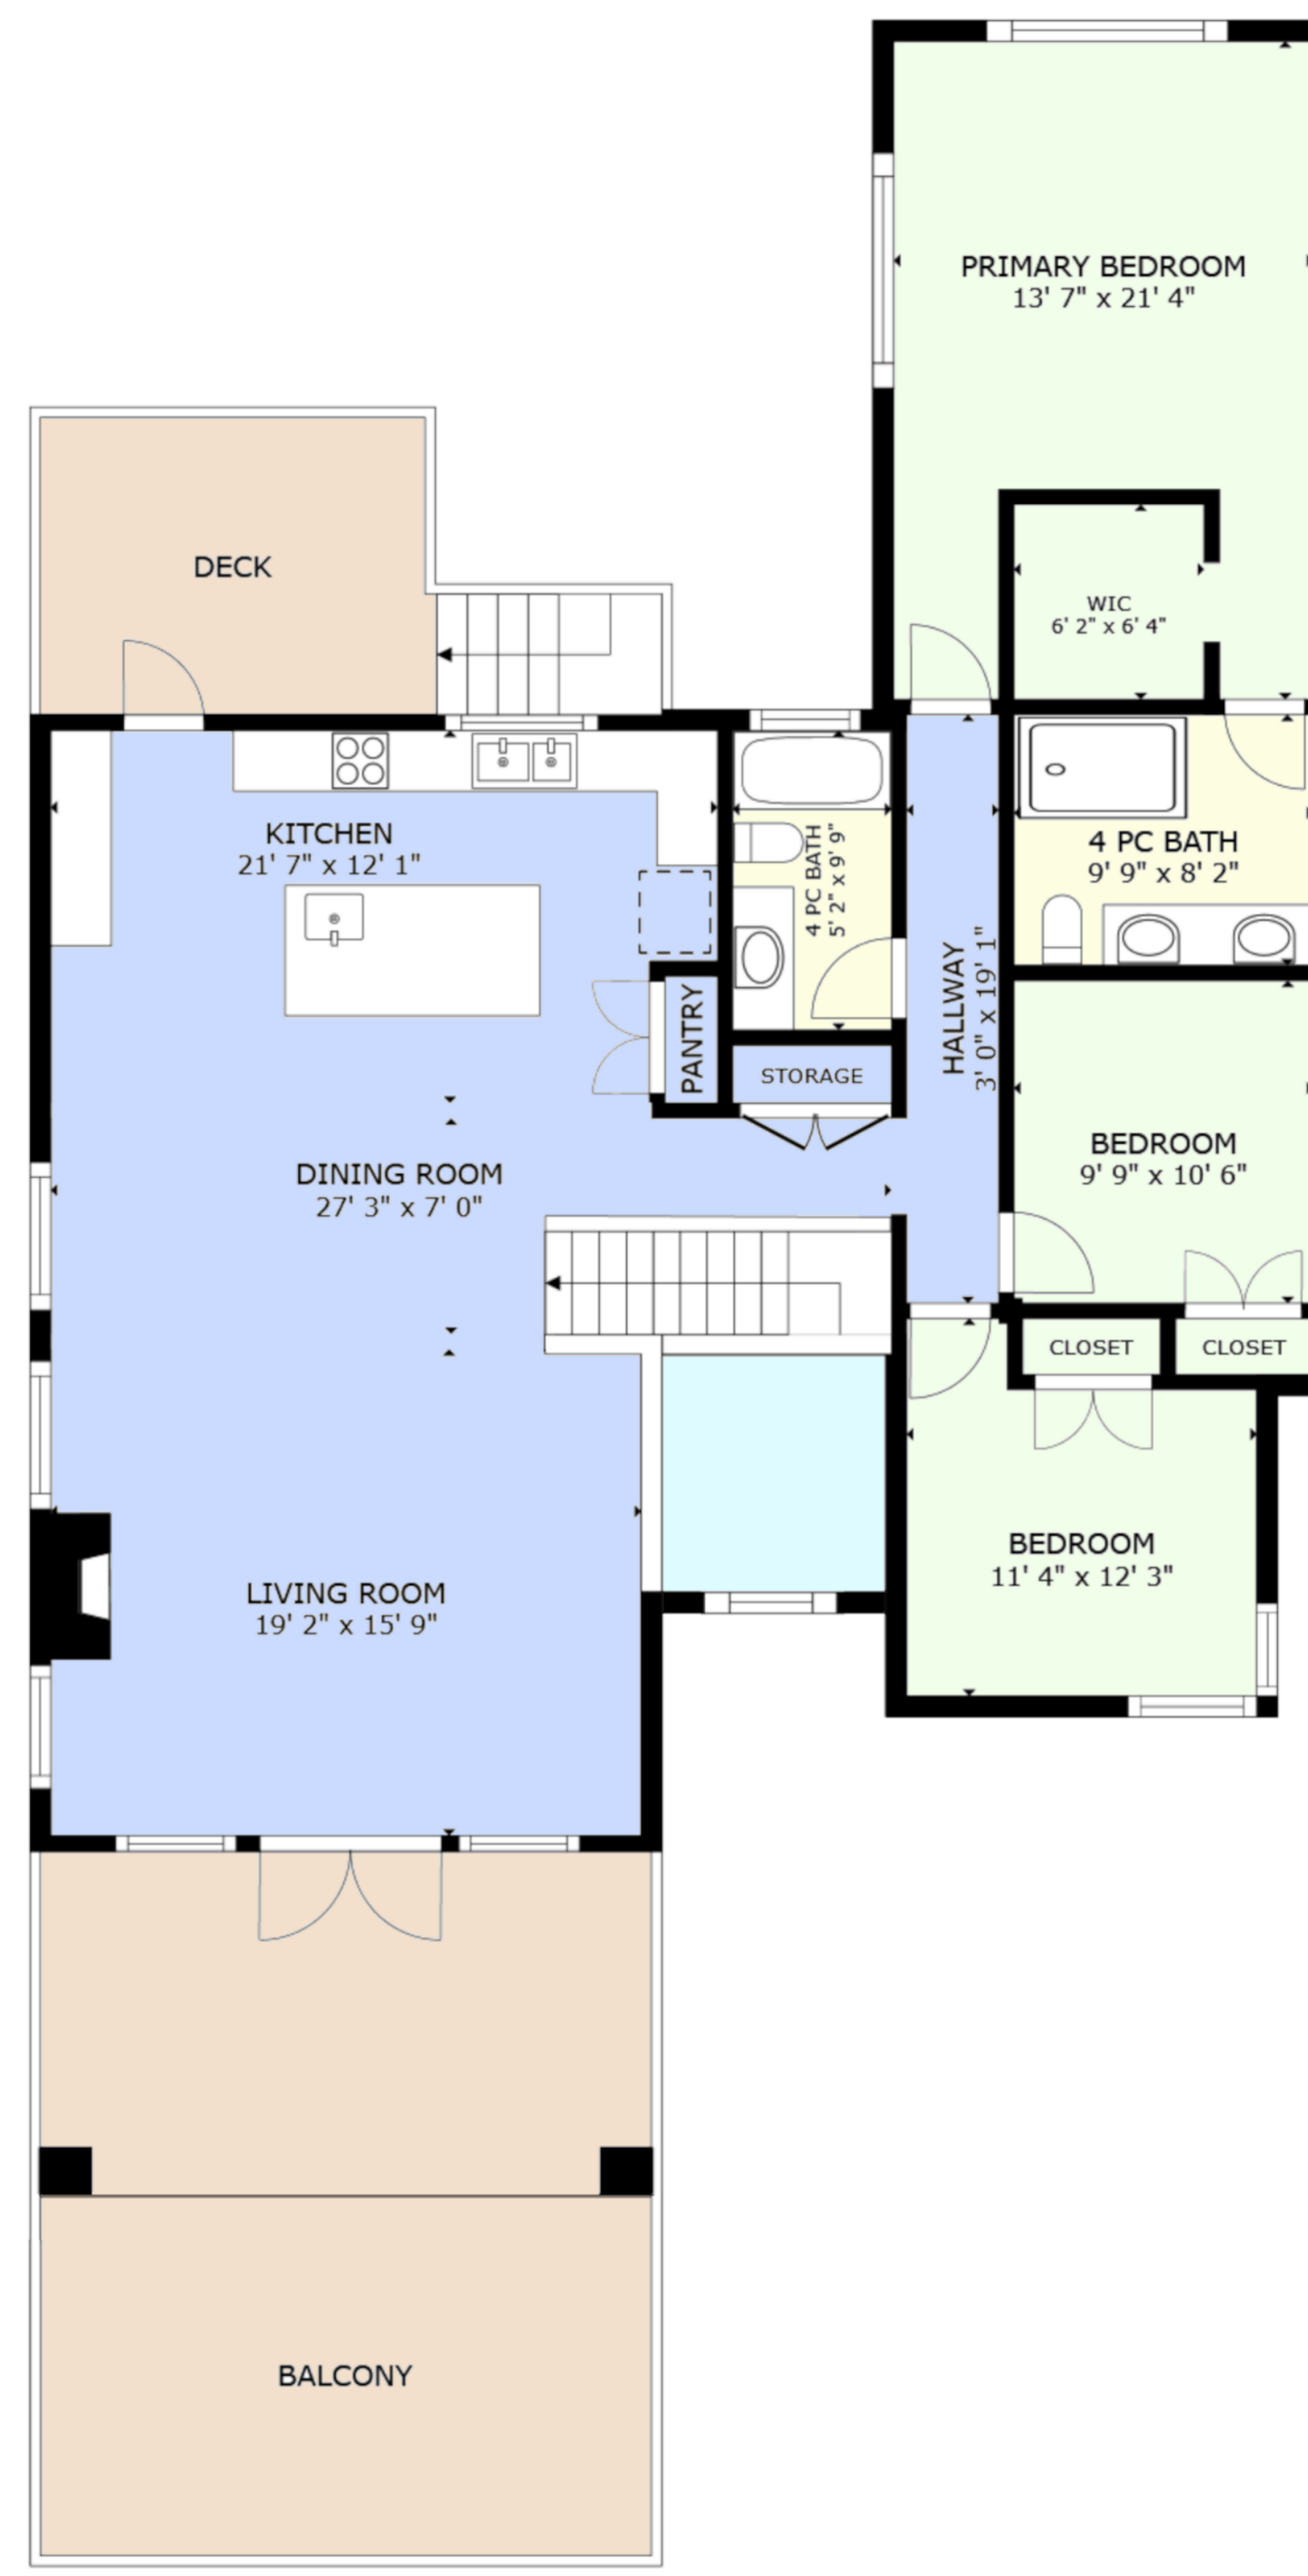 PRIMARY BEDROOM
13' 7" x 21' 4"
DECK
WIC
6' 2" x 6' 4"
KITCHEN
21' 7" x 12' 1"
4 PC BATH
5' 2" x 9' 9"
4 PC BATH
9' 9" x 8' 2"
HALLWAY
3' 0" x 19' 1"
PANTRY
STORAGE
BEDROOM
9' 9" x 10' 6"
DINING ROOM
27' 3" x 7' 0"
CLOSET
CLOSET
BEDROOM
11' 4" x 12' 3"
LIVING ROOM
19' 2" x 15' 9"
BALCONY